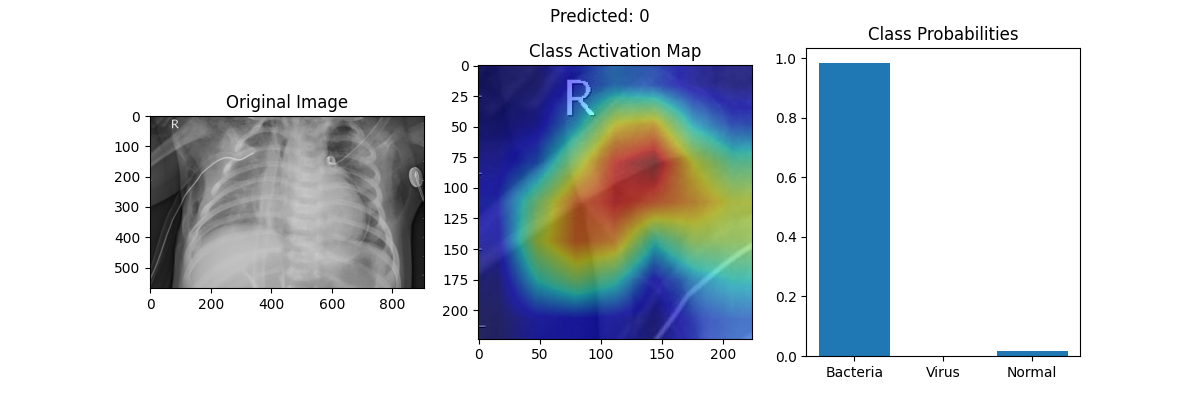 Predicted: 0
Original Image
R
0
100
200
300
400
500
0 200 400 600 800
Class Activation Map
R
0
25
50
75
100
125
150
175
200
0 50 100 150 200
Class Probabilities
1.0
0.8
0.6
0.4
0.2
0.0
Bacteria Virus Normal